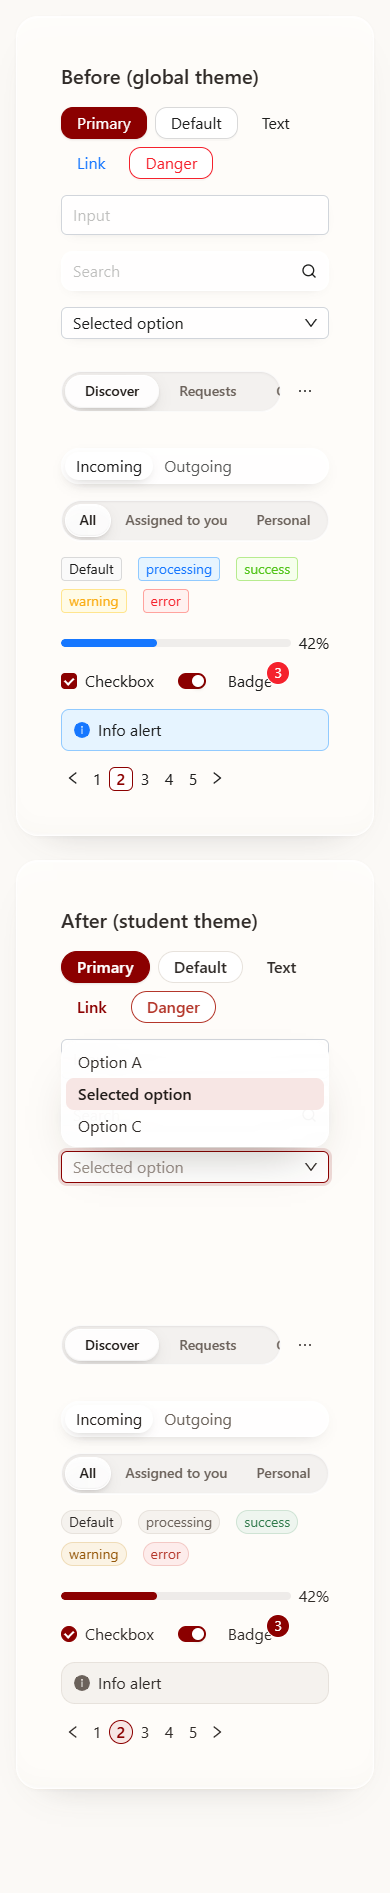 Before (global theme)
Primary Default Text
Link Danger
Input
Search
Selected option
Discover Requests ...
Incoming Outgoing
All Assigned to you Personal
Default processing success
warning error
42%
Checkbox Badge 3
Info alert
1 2 3 4 5
After (student theme)
Primary Default Text
Link Danger
Option A
Selected option
Option C
Selected option
Discover Requests ...
Incoming Outgoing
All Assigned to you Personal
Default processing success
warning error
42%
Checkbox Badge 3
Info alert
1 2 3 4 5